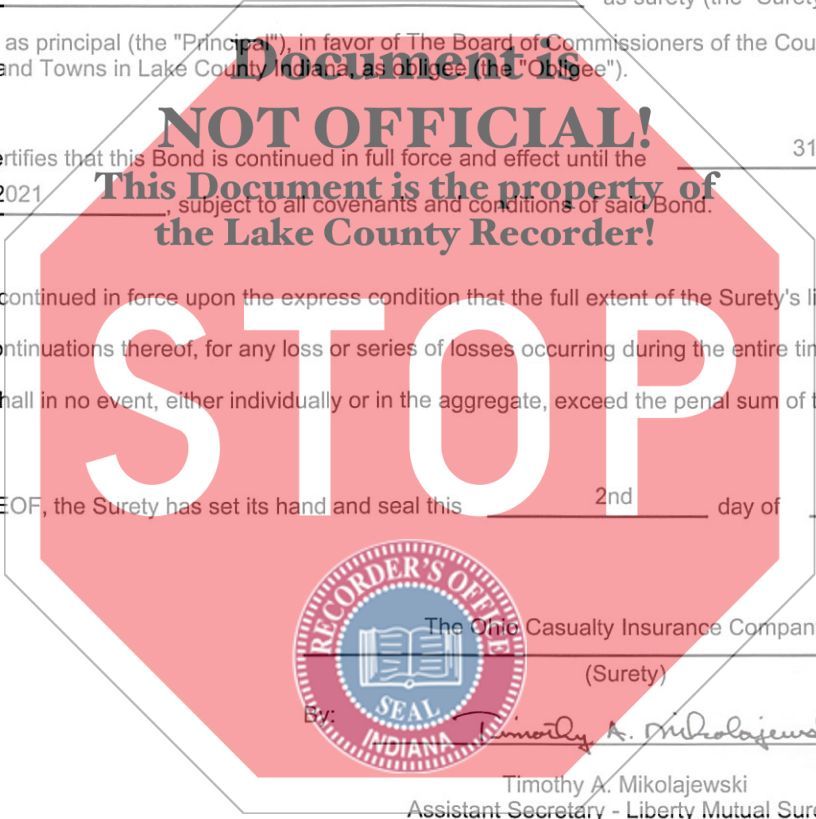 as surety (the "Surety
as principal (the "Principal"), in favor of The Board of Commissioners of the Cou
and Towns in Lake County Indiana, as obligee (the "Obligee").
Document is
NOT OFFICIAL!
rtifies that this Bond is continued in full force and effect until the 31
This Document is the property of
2021, subject to all covenants and conditions of said Bond.
the Lake County Recorder!
continued in force upon the express condition that the full extent of the Surety's li
ntinuations thereof, for any loss or series of losses occurring during the entire tim
STOP
hall in no event, either individually or in the aggregate, exceed the penal sum of t
EOF, the Surety has set its hand and seal this 2nd day of
RECORDER'S OFFICE
SEAL
INDIANA
The Ohio Casualty Insurance Compan
(Surety)
By: Timothy A. Mikolajews
Timothy A. Mikolajewski
Assistant Secretary - Liberty Mutual Sure